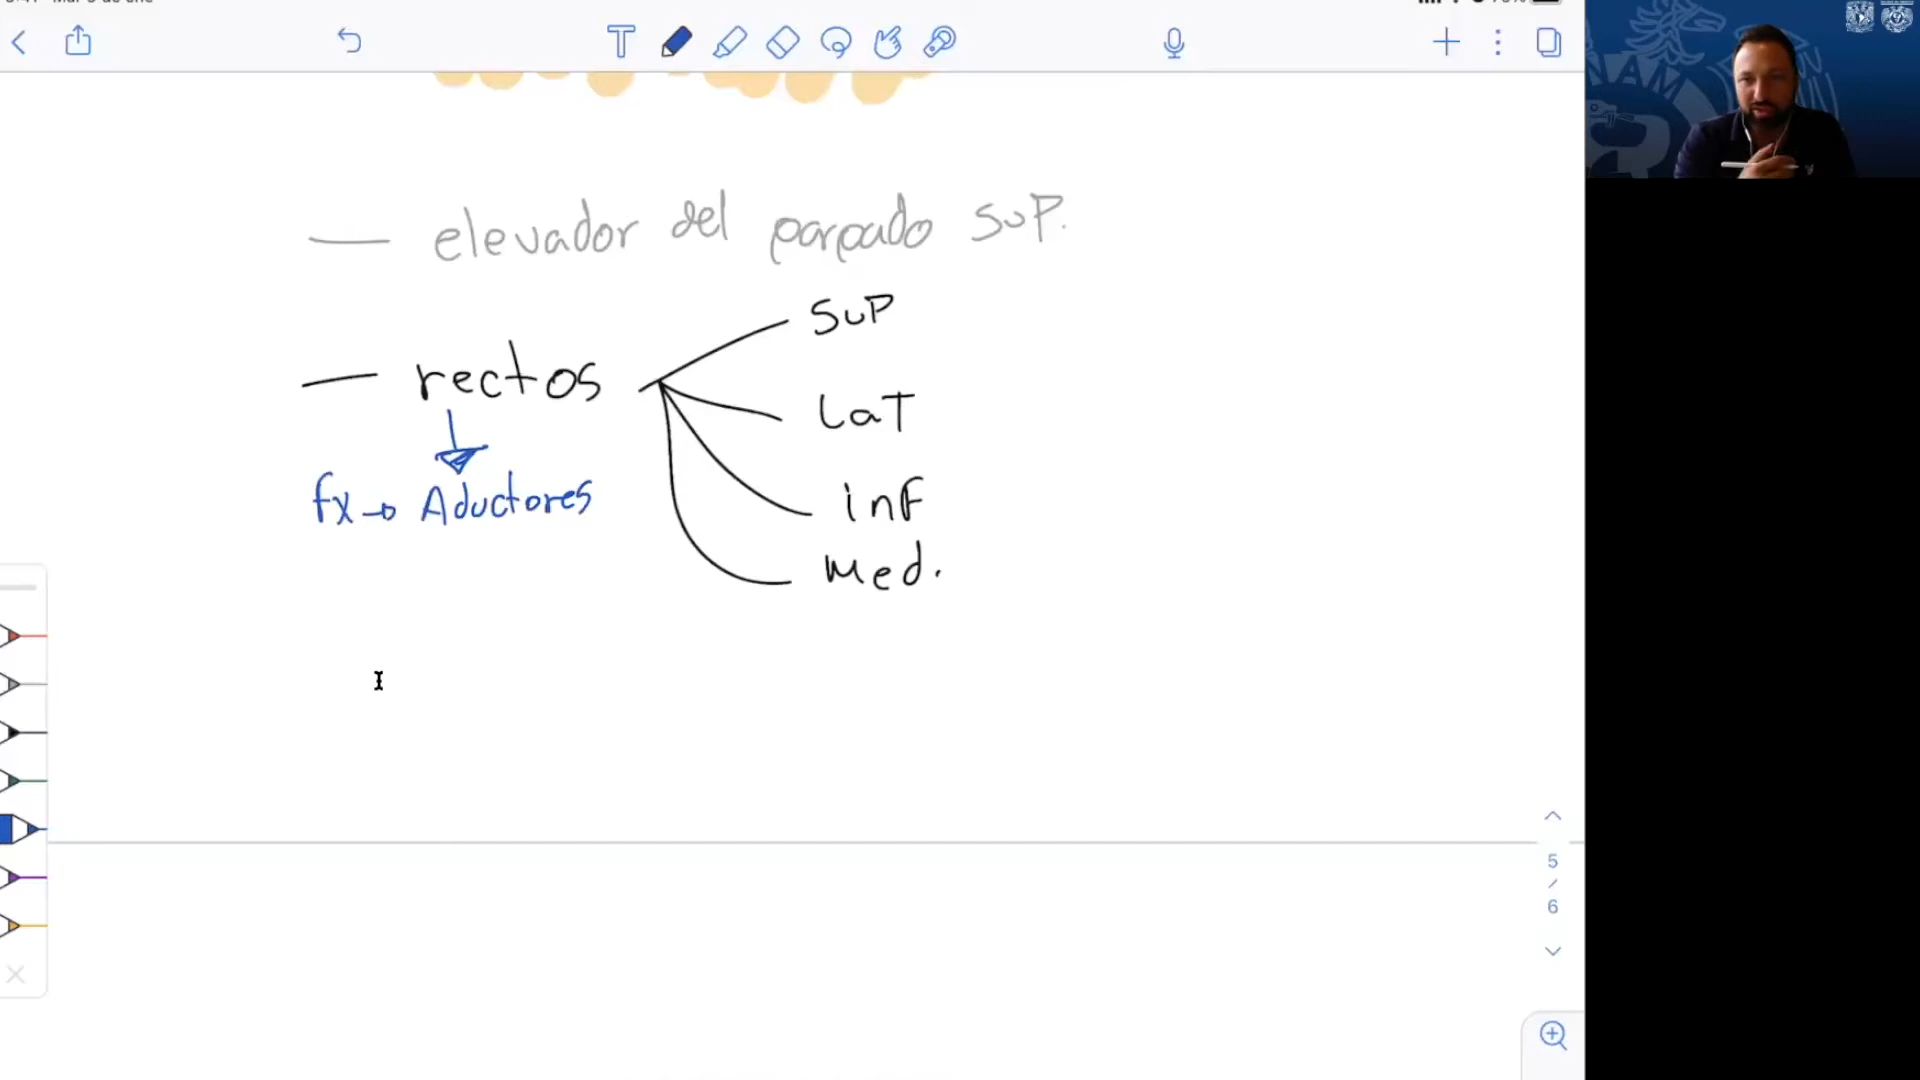 — elevador del parpado SUP.
SUP
— rectos
LaT
fx→ Aductores
inF
Med.
5
/
6